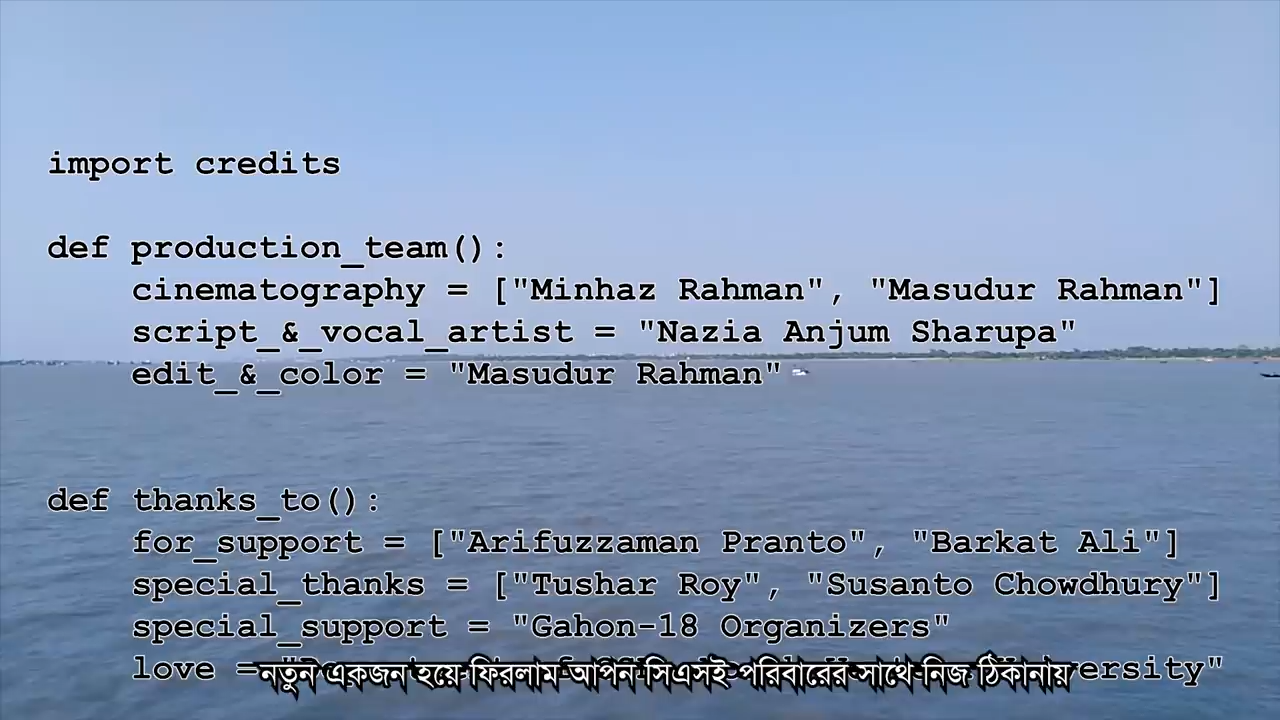 import credits
def production_team():
cinematography = ["Minhaz Rahman", "Masudur Rahman"]
script_&_vocal_artist = "Nazia Anjum Sharupa"
edit_&_color = "Masudur Rahman"
def thanks_to():
for_support = ["Arifuzzaman Pranto", "Barkat Ali"]
special_thanks = ["Tushar Roy", "Susanto Chowdhury"]
special_support = "Gahon-18 Organizers"
love =
নতুন একজন হয়ে ফিরলাম আপন সিএসই পরিবারের সাথে নিজ ঠিকানায়